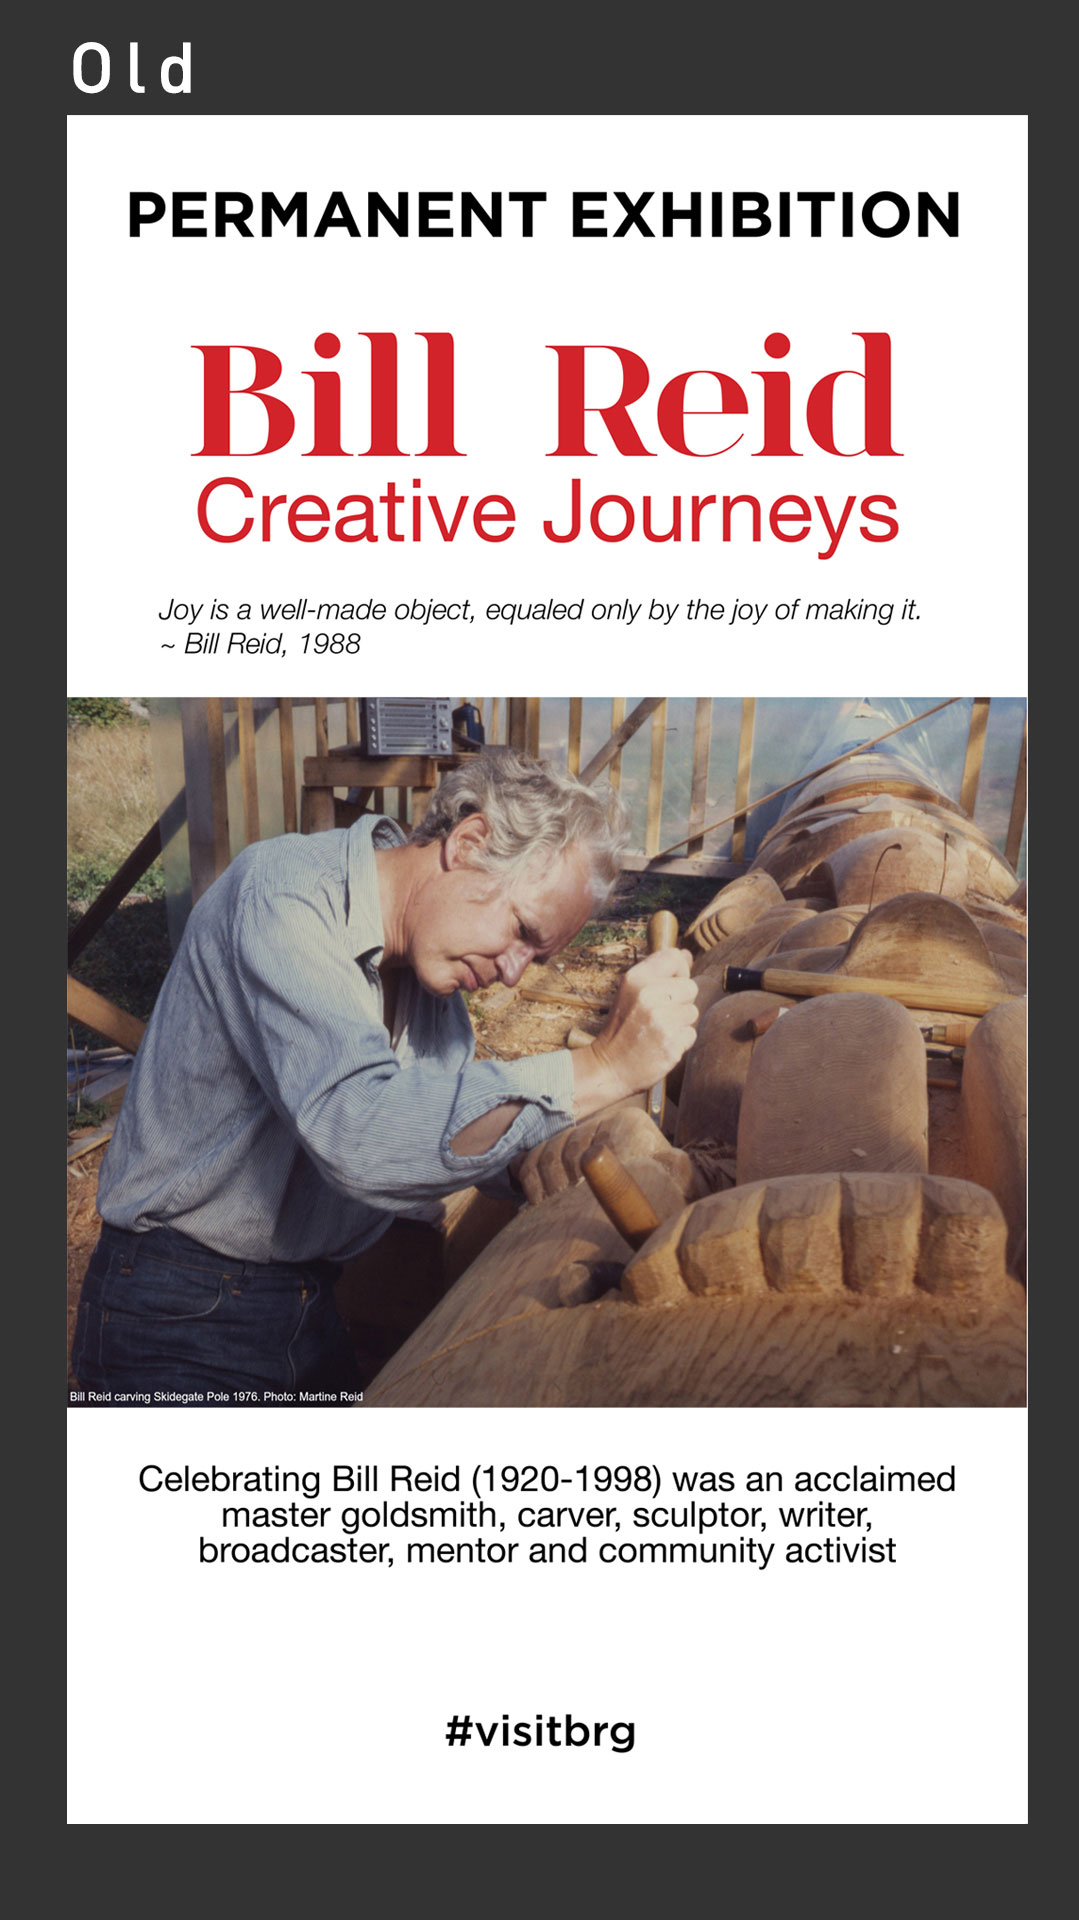 Old
PERMANENT EXHIBITION
Bill Reid
Creative Journeys
Joy is a well-made object, equaled only by the joy of making it.
~ Bill Reid, 1988
Bill Reid carving Skidegate Pole 1976. Photo: Martine Reid
Celebrating Bill Reid (1920-1998) was an acclaimed
master goldsmith, carver, sculptor, writer,
broadcaster, mentor and community activist
#visitbrg